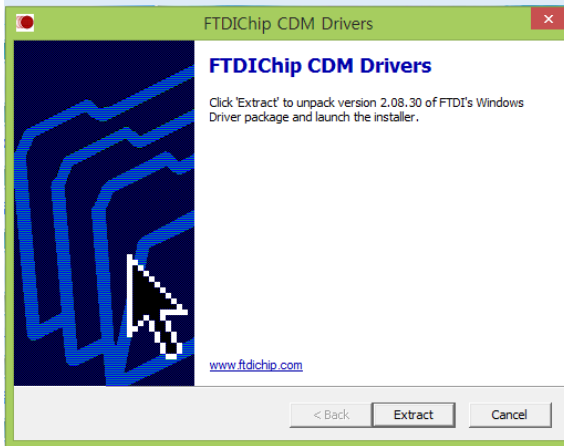 FTDIChip CDM Drivers
FTDIChip CDM Drivers
Click 'Extract' to unpack version 2.08.30 of FTDI's Windows
Driver package and launch the installer.
www.ftdichip.com
< Back Extract Cancel